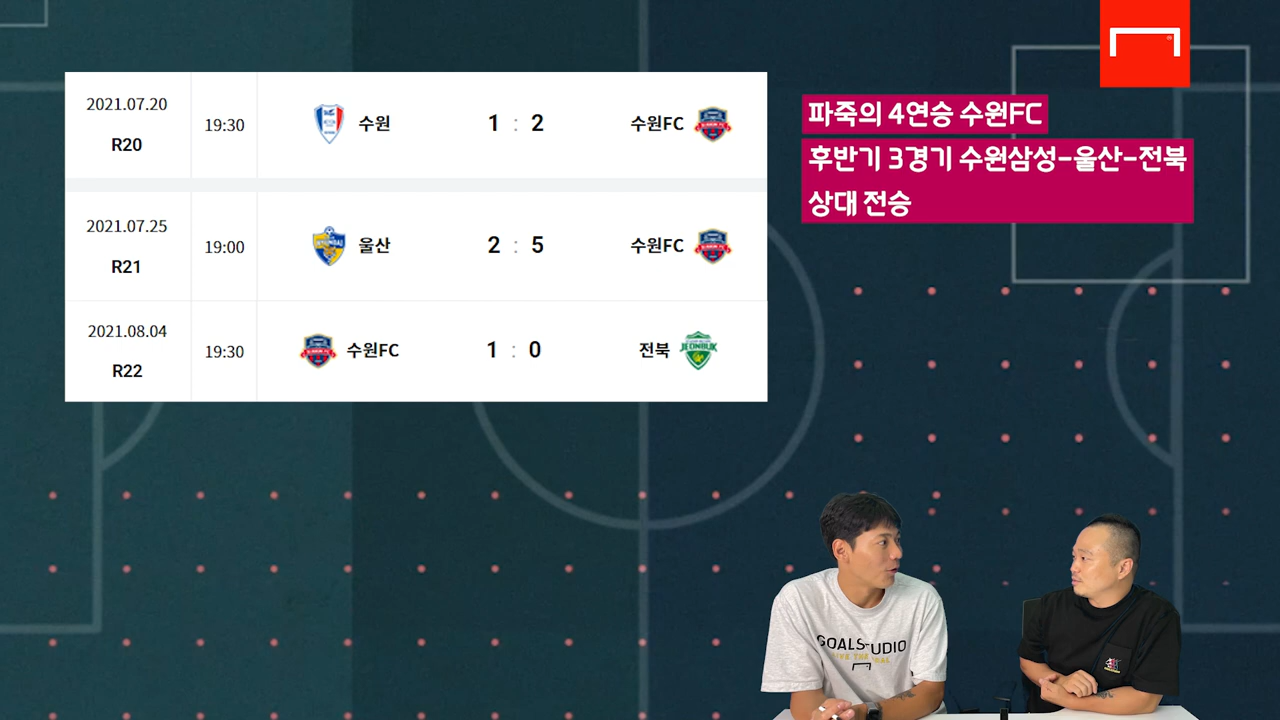 2021.07.20
R20
19:30
수원
1 : 2
수원FC
2021.07.25
R21
19:00
울산
2 : 5
수원FC
2021.08.04
R22
19:30
수원FC
1 : 0
전북
JEONBUK
파죽의 4연승 수원FC
후반기 3경기 수원삼성-울산-전북
상대 전승